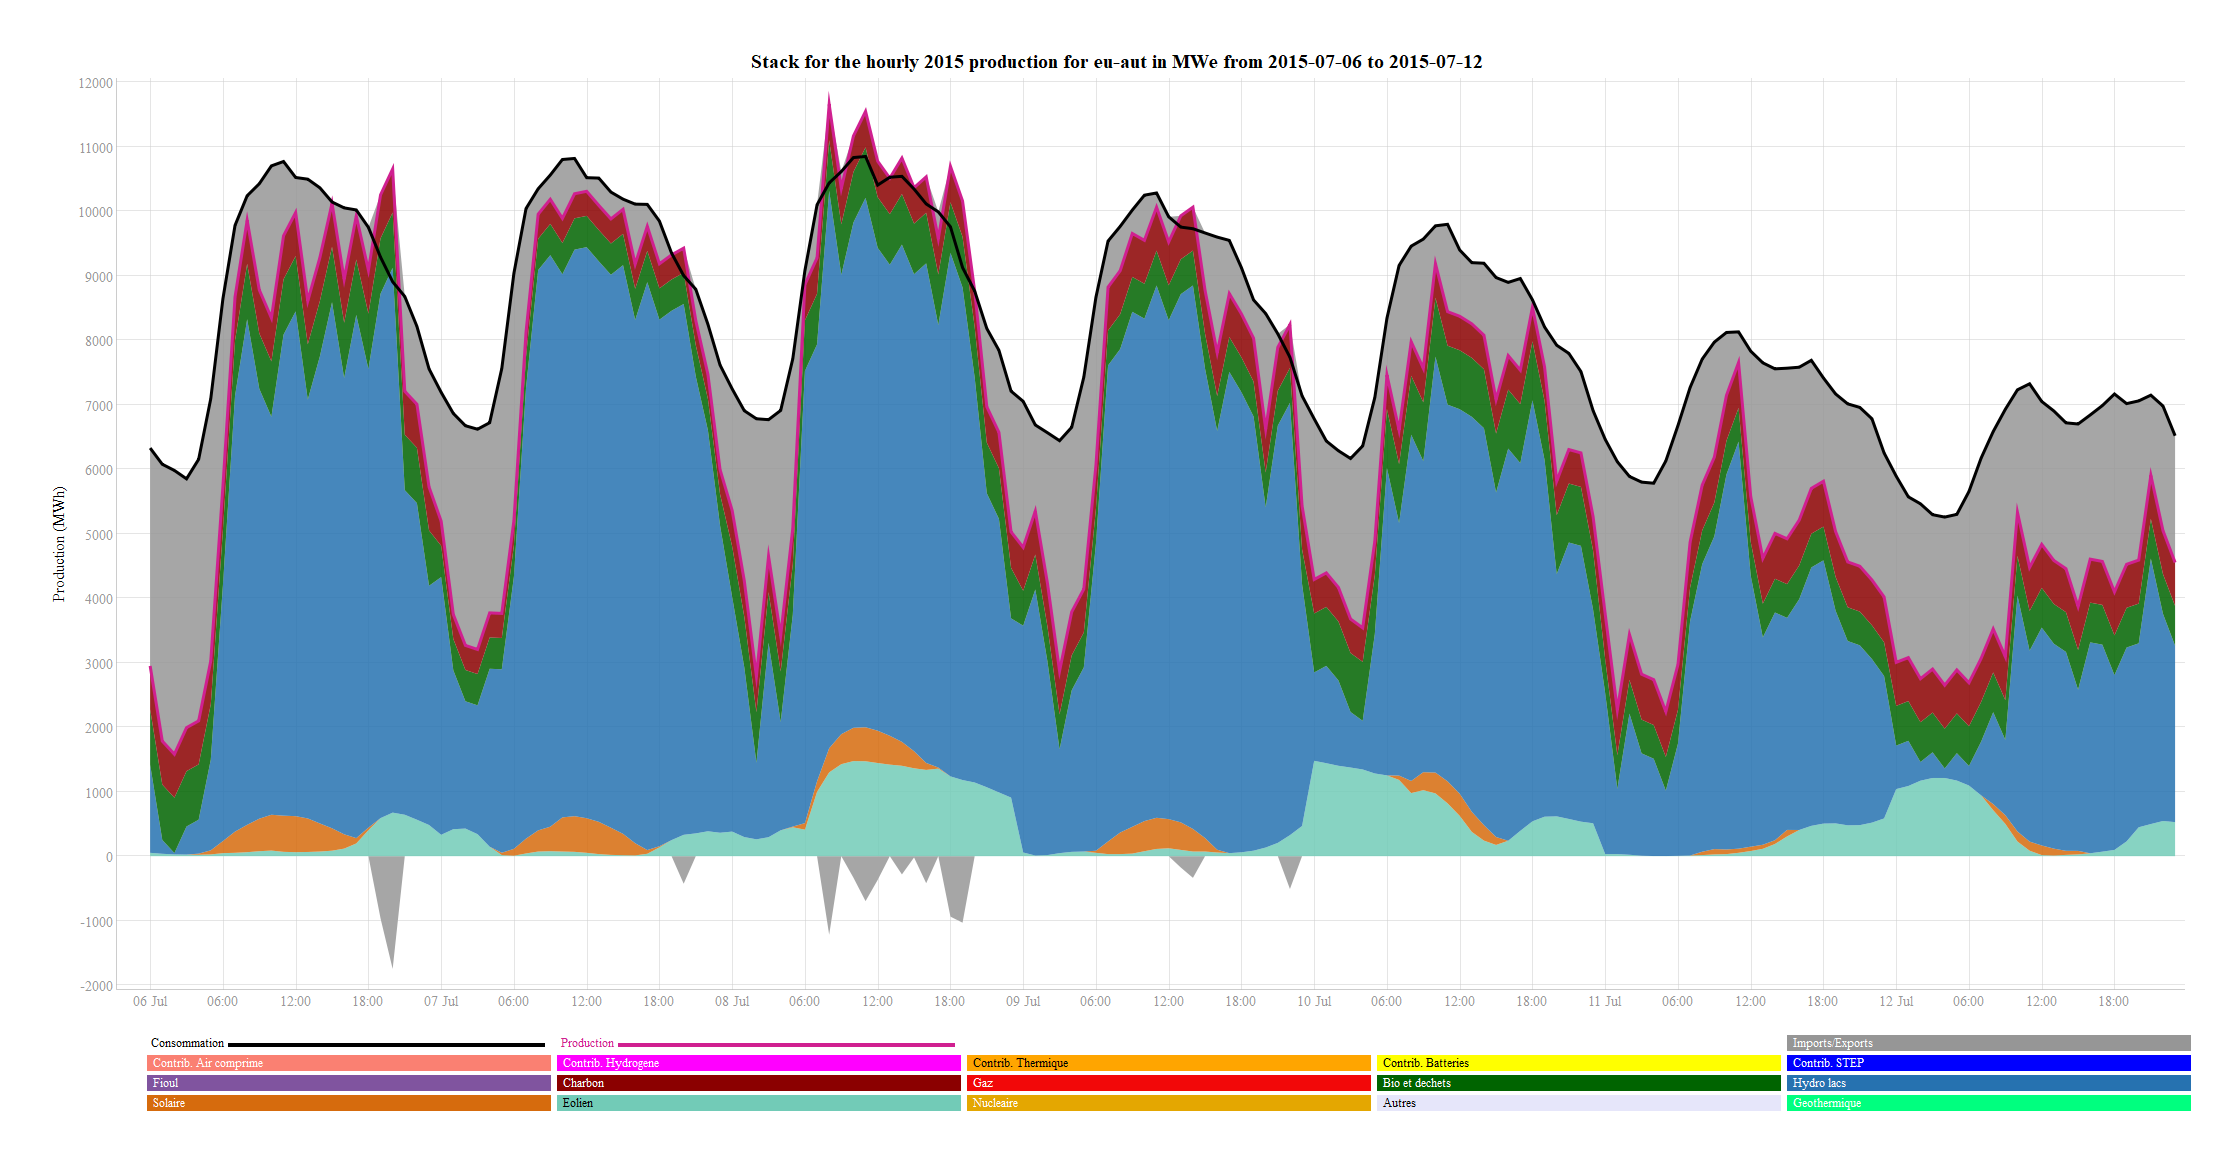 Stack for the hourly 2015 production for eu-aut in MWe from 2015-07-06 to 2015-07-12
12000
11000
10000
9000
8000
7000
6000
5000
4000
3000
2000
1000
0
-1000
-2000
Production (MWh)
06 Jul 06:00 12:00 18:00 07 Jul 06:00 12:00 18:00 08 Jul 06:00 12:00 18:00 09 Jul 06:00 12:00 18:00 10 Jul 06:00 12:00 18:00 11 Jul 06:00 12:00 18:00 12 Jul 06:00 12:00 18:00
Consommation Production Imports/Exports
Contrib. Air comprime Contrib. Hydrogene Contrib. Thermique Contrib. Batteries Contrib. STEP
Fioul Charbon Gaz Bio et dechets Hydro lacs
Solaire Eolien Nucleaire Autres Geothermique